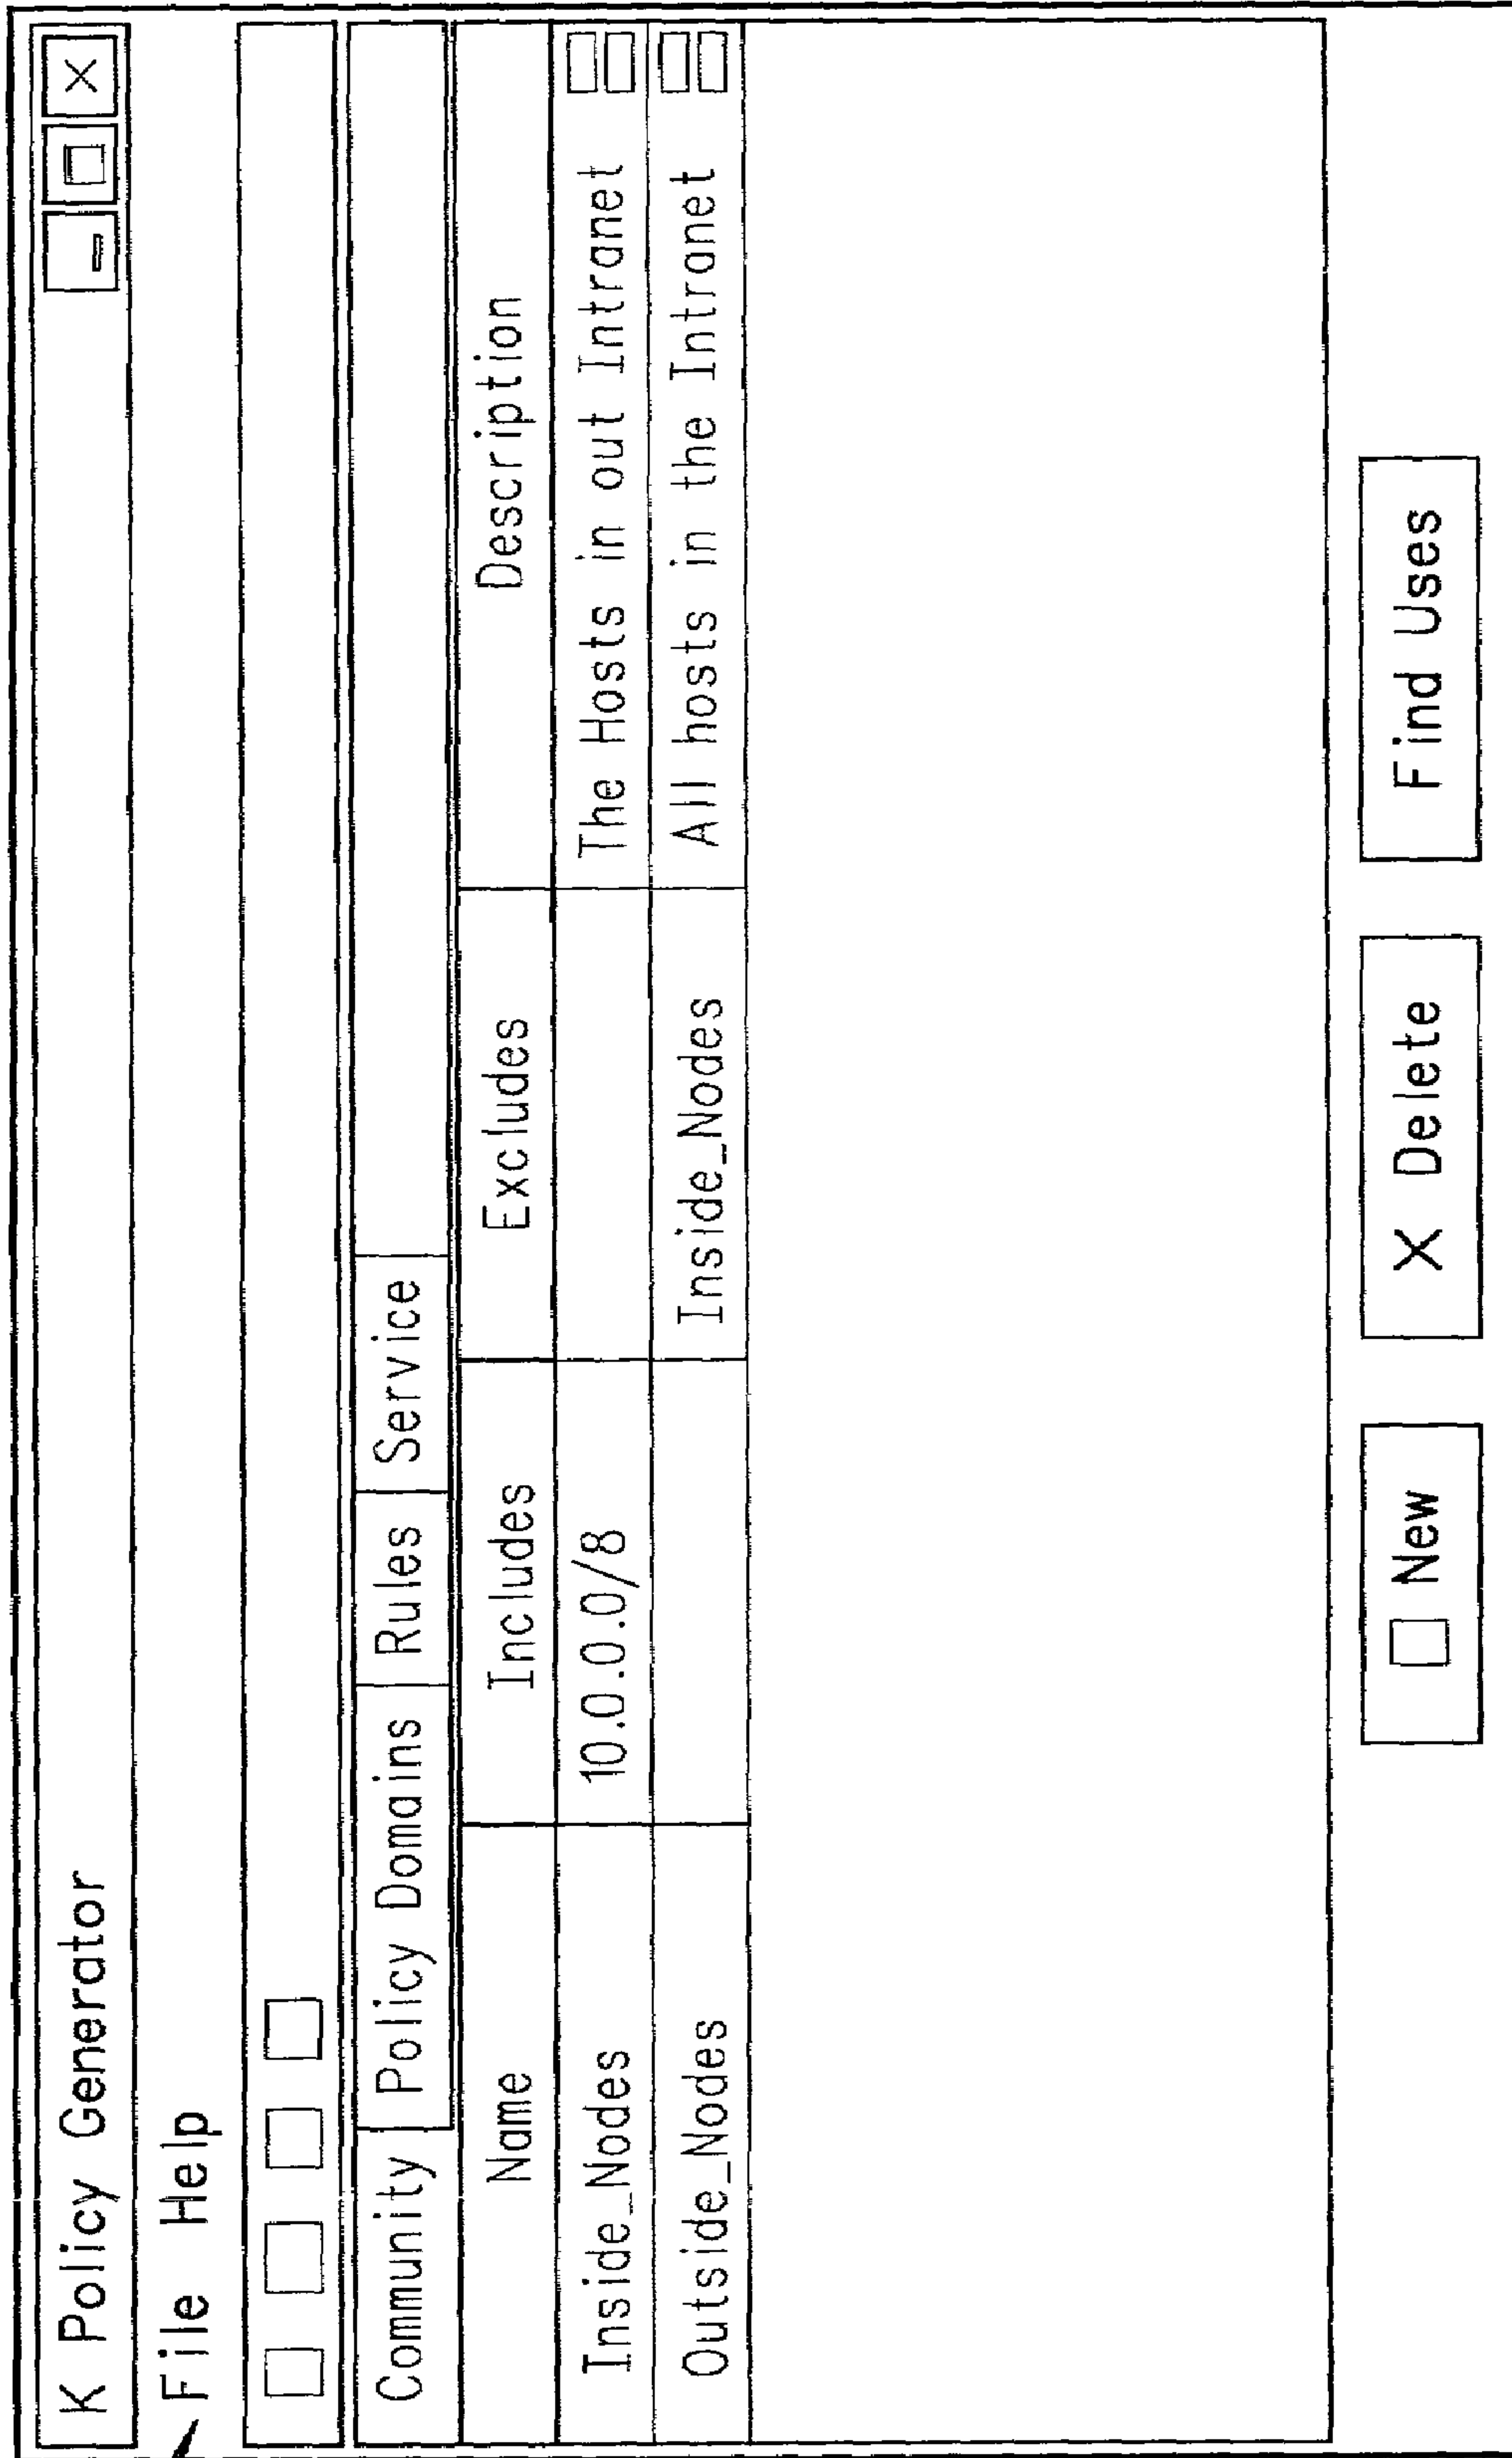 K Policy Generator
File Help
Community Policy Domains Rules Service
Name Includes Excludes Description
Inside_Nodes 10.0.0.0/8 The Hosts in out Intranet
Outside_Nodes Inside_Nodes All hosts in the Intronet
New X Delete Find Uses